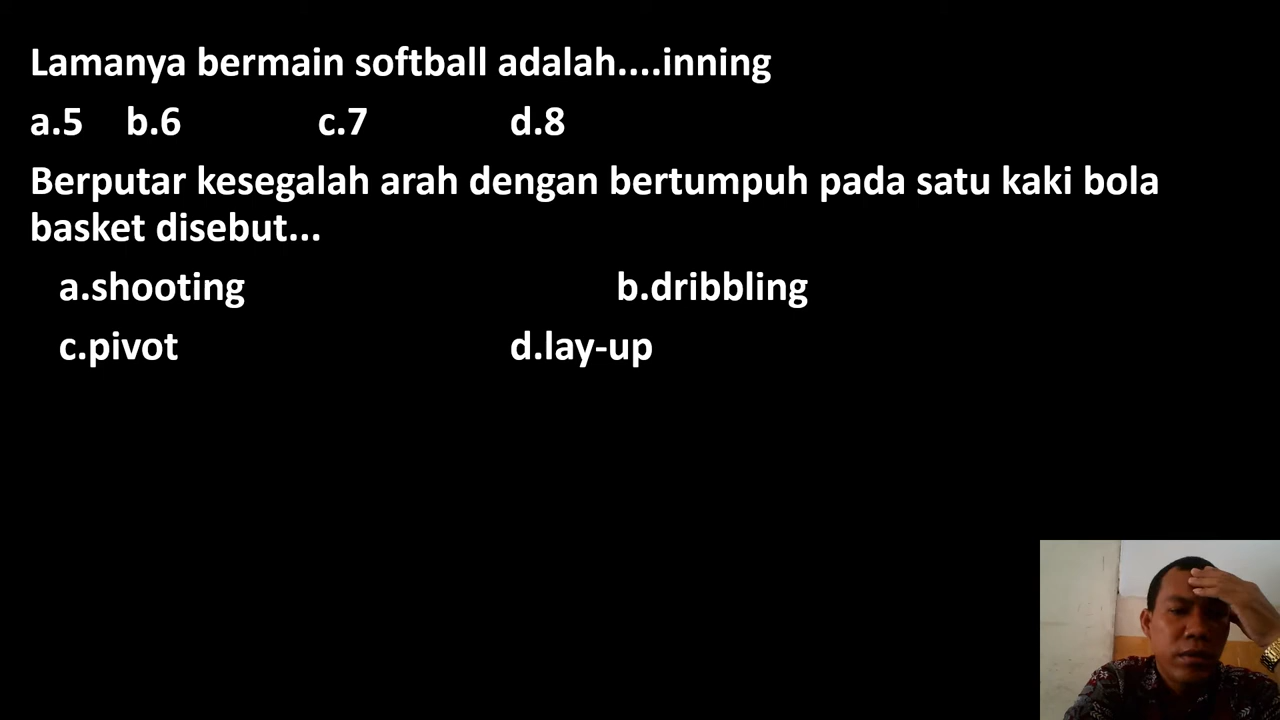 Lamanya bermain softball adalah....inning
a.5 b.6 c.7 d.8
Berputar kesegalah arah dengan bertumpuh pada satu kaki bola
basket disebut...
a.shooting b.dribbling
c.pivot d.lay-up